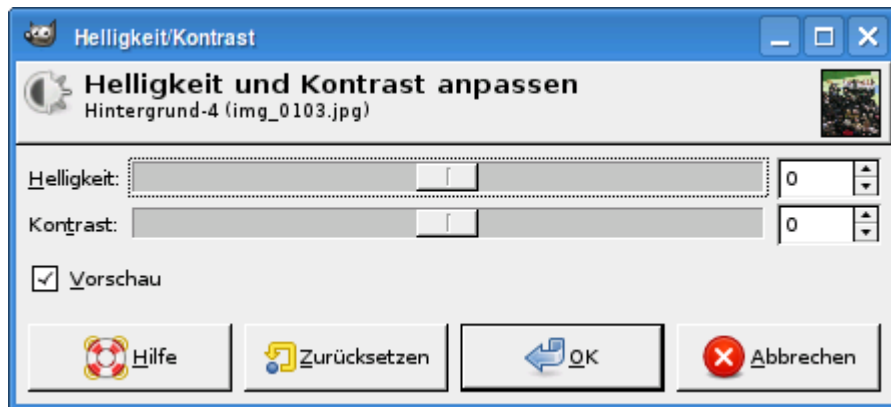 Helligkeit/Kontrast
Helligkeit und Kontrast anpassen
Hintergrund-4 (img_0103.jpg)
Helligkeit: 0
Kontrast: 0
Vorschau
Hilfe Zurücksetzen OK Abbrechen